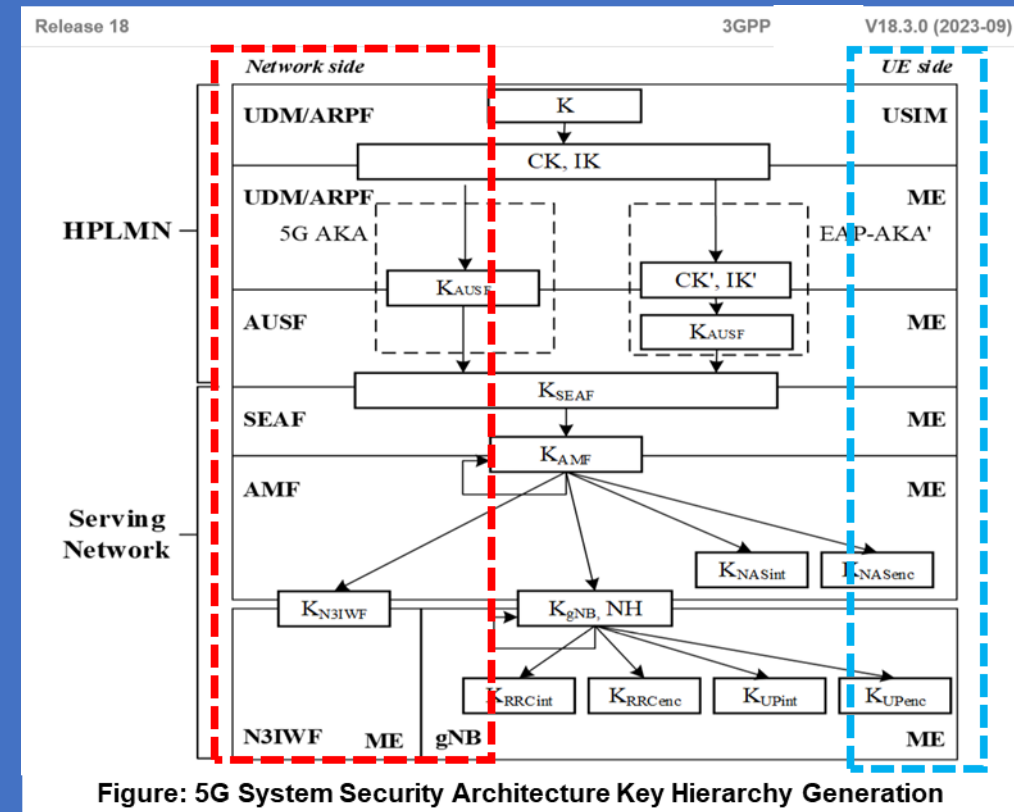 Release 18 3GPP V18.3.0 (2023-09)
Network side UE side
UDM/ARPF K USIM
CK, IK
UDM/ARPF ME
HPLMN 5G AKA EAP-AKA'
CK', IK'
KAUSF
AUSF KAUSF ME
KSEAF
SEAF ME
KAMF
AMF ME
Serving
Network
KNASint KNASenc
KN3IWF KgNB, NH
KRRCint KRRCenc KUPint KUPenc
N3IWF ME gNB ME
Figure: 5G System Security Architecture Key Hierarchy Generation